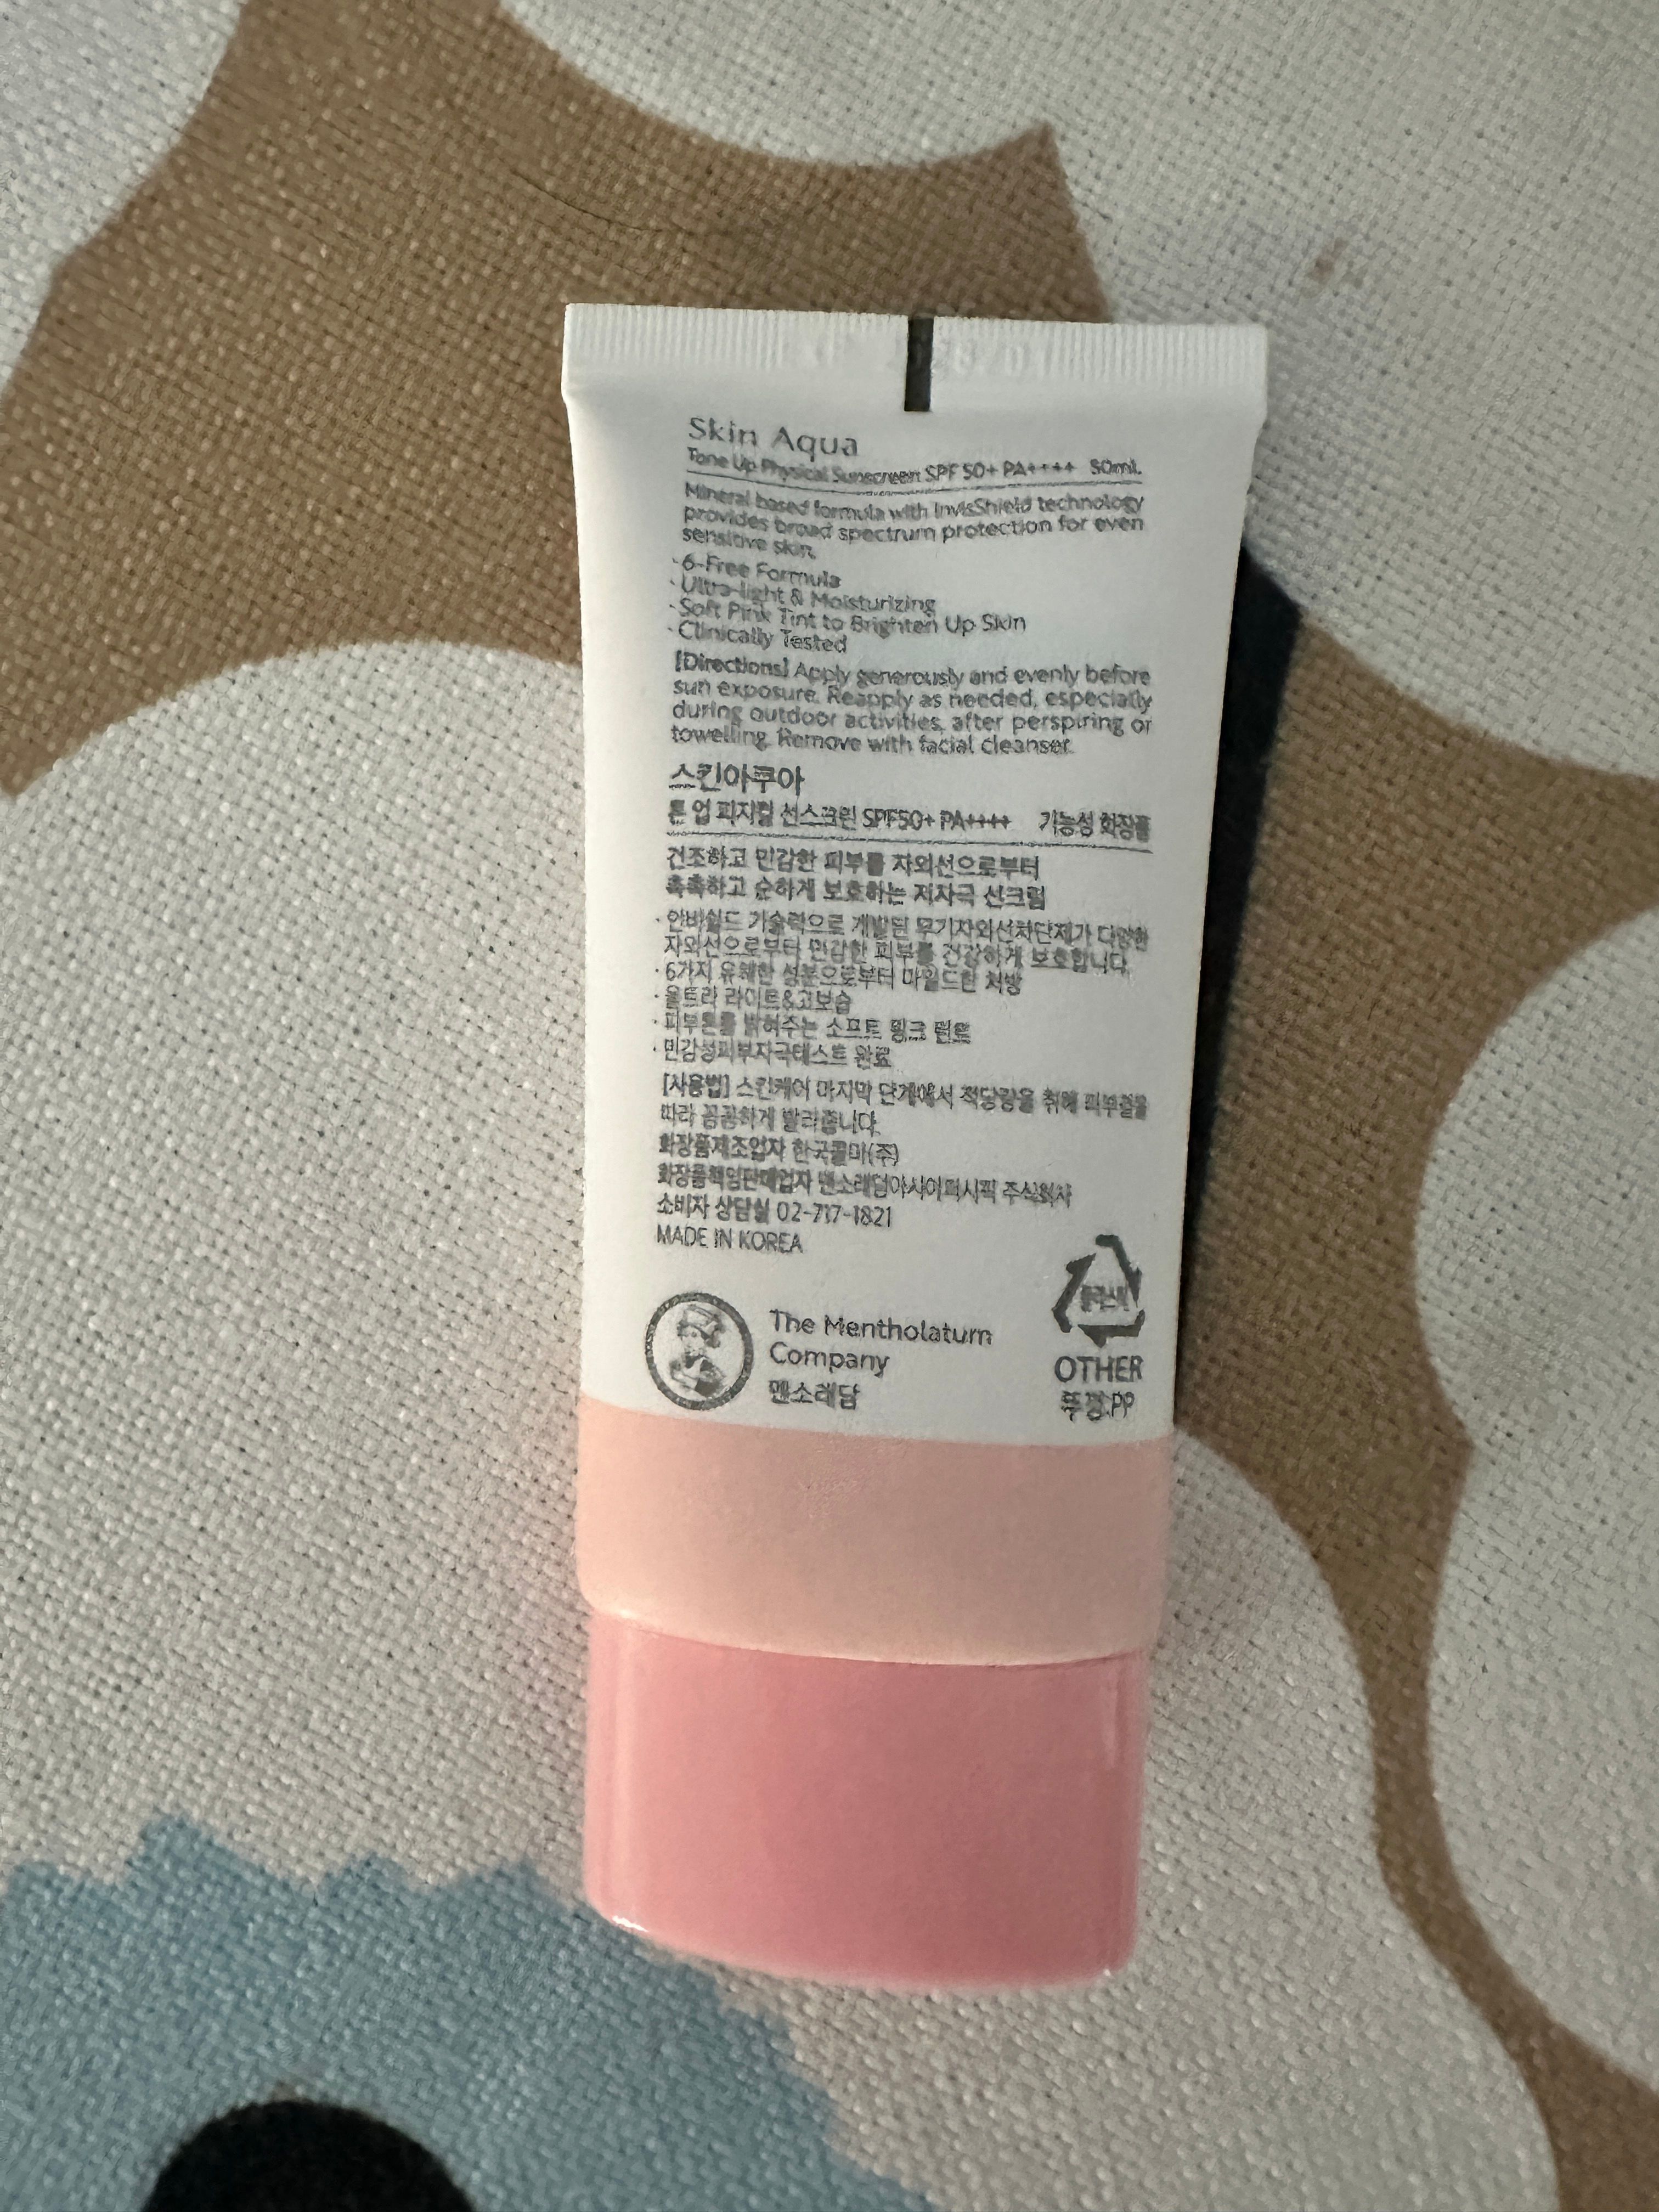 Skin Aqua
Tone Up Physical Sunscreen SPF 50+ PA++++ 50mL
Mineral based formula with InvisShield technology
provides broad spectrum protection for even
sensitive skin.
·6-Free Formula
·Ultra-light & Moisturizing
·Soft Pink Tint to Brighten Up Skin
·Clinically Tested
[Directions] Apply generously and evenly before
sun exposure. Reapply as needed, especially
during outdoor activities, after perspiring or
towelling. Remove with facial cleanser.
스킨아쿠아
톤 업 피지컬 선스크린 SPF50+ PA++++ 기능성 화장품
건조하고 민감한 피부를 자외선으로부터
촉촉하고 순하게 보호하는 저자극 선크림
·인비쉴드 기술력으로 개발된 무기자외선차단제가 다양한
자외선으로부터 민감한 피부를 건강하게 보호합니다.
·6가지 유해한 성분으로부터 마일드한 처방
·울트라 라이트&고보습
·피부톤을 밝혀주는 소프트 핑크 틴트
·민감성피부자극테스트 완료
[사용법] 스킨케어 마지막 단계에서 적당량을 취해 피부결을
따라 꼼꼼하게 발라줍니다.
화장품제조업자 한국콜마(주)
화장품책임판매업자 맨소래담아시아퍼시픽 주식회사
소비자 상담실 02-717-1821
MADE IN KOREA
The Mentholatum
Company
맨소래담
OTHER
뚜껑:PP